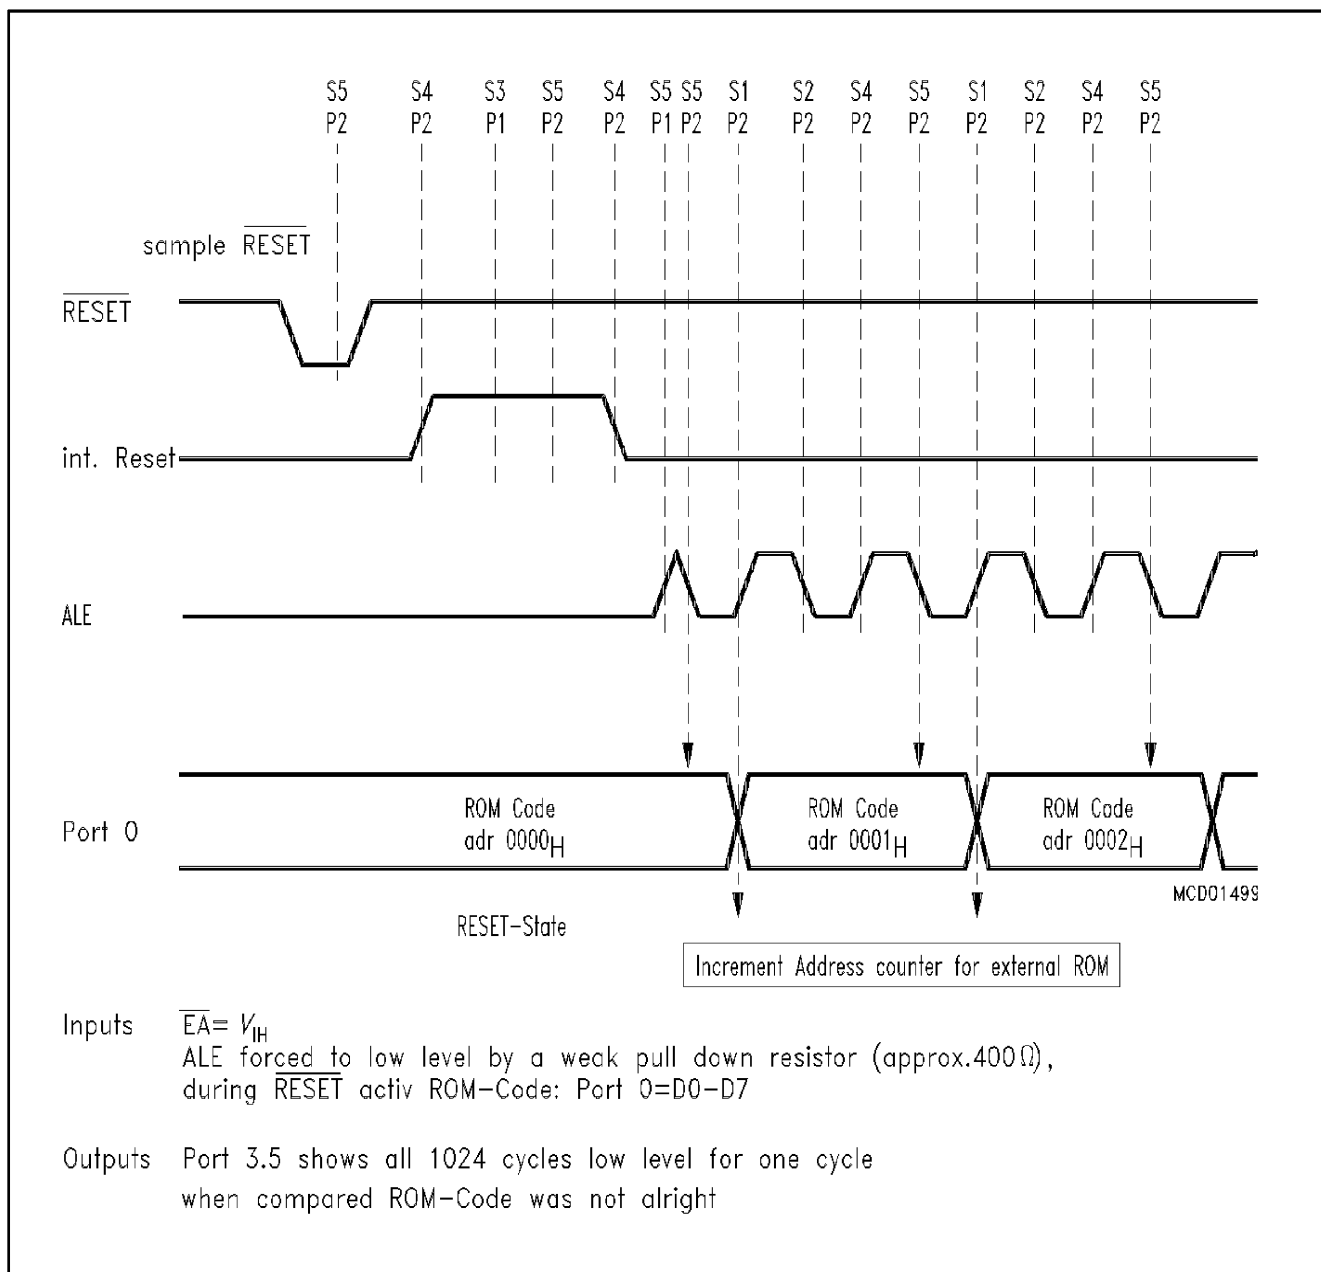 S5 S4 S3 S5 S4 S5 S5 S1 S2 S4 S5 S1 S2 S4 S5
P2 P2 P1 P2 P2 P1 P2 P2 P2 P2 P2 P2 P2 P2 P2
sample RESET
RESET
int. Reset
ALE
ROM Code ROM Code ROM Code
Port 0 adr 0000H adr 0001H adr 0002H
MCD01499
RESET-State
Increment Address counter for external ROM
Inputs EA= VIH
ALE forced to low level by a weak pull down resistor (approx.400Ω),
during RESET activ ROM-Code: Port 0=D0-D7
Outputs Port 3.5 shows all 1024 cycles low level for one cycle
when compared ROM-Code was not alright